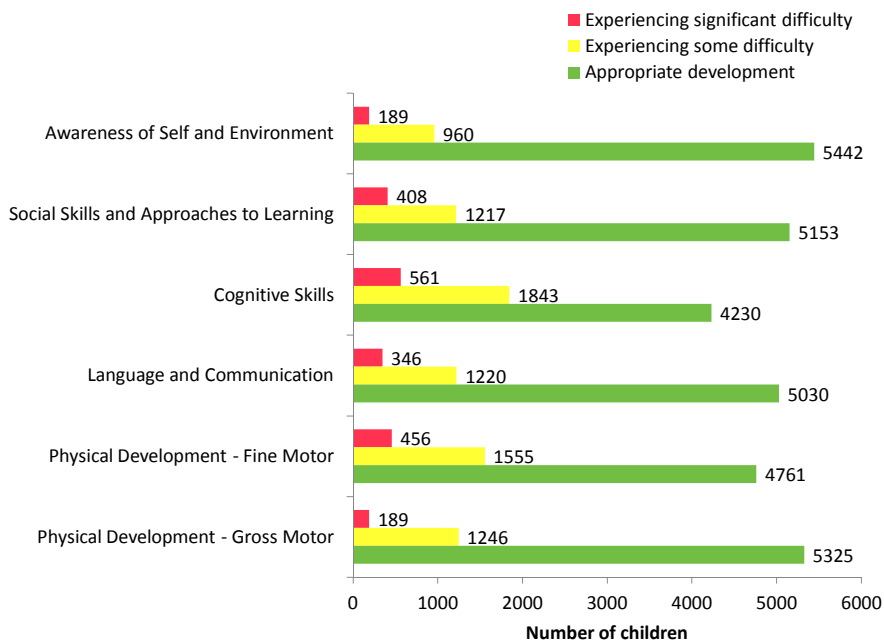 Experiencing significant difficulty
Experiencing some difficulty
Appropriate development
Awareness of Self and Environment
189
960
5442
Social Skills and Approaches to Learning
408
1217
5153
Cognitive Skills
561
1843
4230
Language and Communication
346
1220
5030
Physical Development - Fine Motor
456
1555
4761
Physical Development - Gross Motor
189
1246
5325
0 1000 2000 3000 4000 5000 6000
Number of children